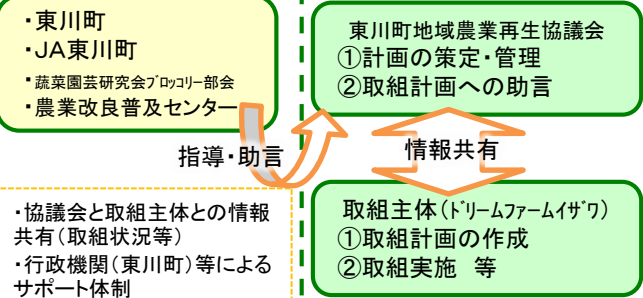 ・東川町
・JA東川町
・蔬菜園芸研究会ﾌﾞﾛｯｺﾘｰ部会
・農業改良普及センター
東川町地域農業再生協議会
①計画の策定・管理
②取組計画への助言
指導・助言
情報共有
・協議会と取組主体との情報
共有（取組状況等）
・行政機関（東川町）等による
サポート体制
取組主体（ﾄﾞﾘｰﾑﾌｧｰﾑｲｻﾞﾜ）
①取組計画の作成
②取組実施　等